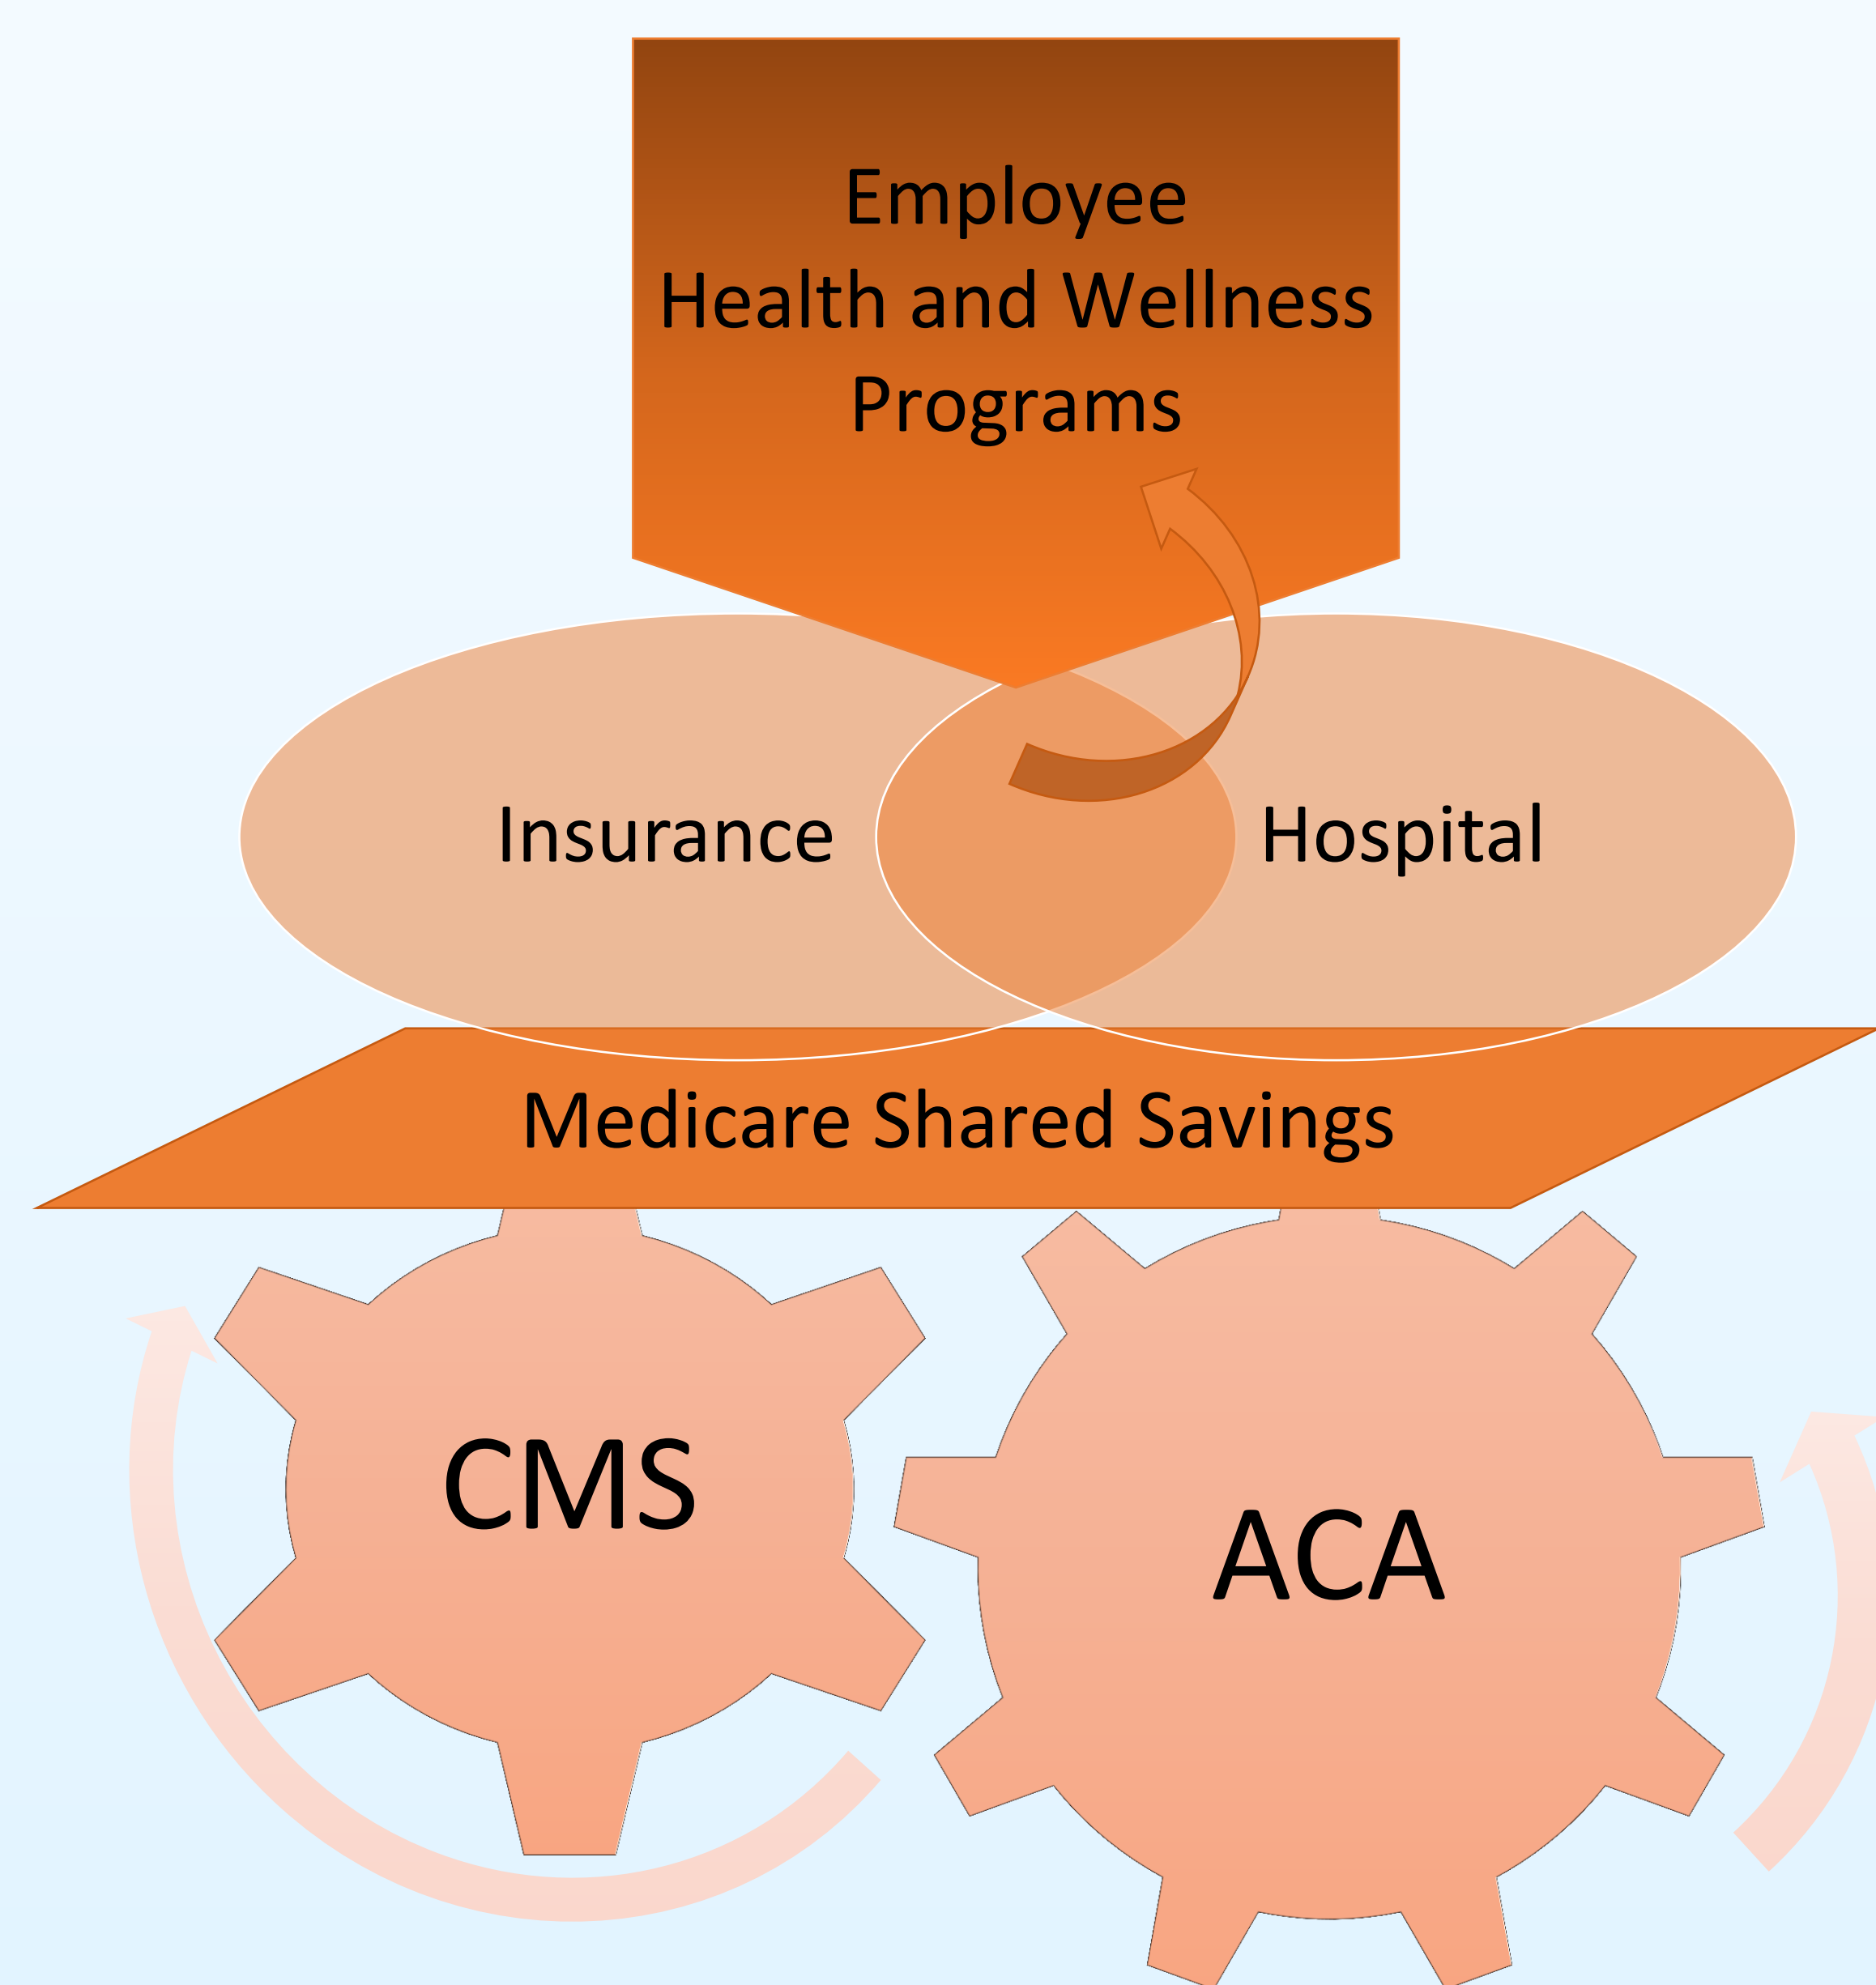 Employee
Health and Wellness
Programs
Insurance
Hospital
Medicare Shared Savings
CMS
ACA